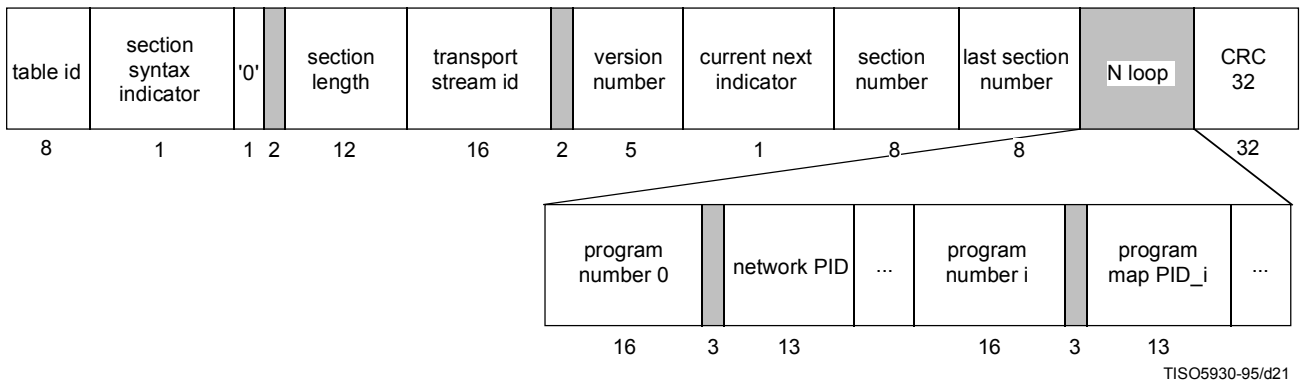 table id
section
syntax
indicator
'0'
section
length
transport
stream id
version
number
current next
indicator
section
number
last section
number
N loop
CRC
32
8
1
1
2
12
16
2
5
1
8
8
32
program
number 0
network PID
...
program
number i
program
map PID_i
...
16
3
13
16
3
13
TISO5930-95/d21